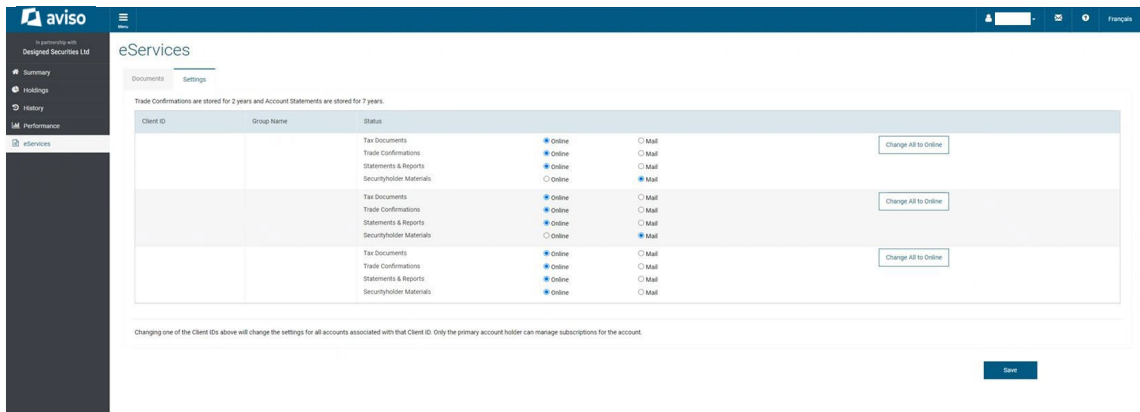 aviso
Menu
Français
In partnership with
Designed Securities Ltd
Summary
Holdings
History
Performance
eServices
eServices
Documents Settings
Trade Confirmations are stored for 2 years and Account Statements are stored for 7 years.
Client ID Group Name Status
Tax Documents Online Mail Change All to Online
Trade Confirmations Online Mail
Statements & Reports Online Mail
Securityholder Materials Online Mail
Tax Documents Online Mail Change All to Online
Trade Confirmations Online Mail
Statements & Reports Online Mail
Securityholder Materials Online Mail
Tax Documents Online Mail Change All to Online
Trade Confirmations Online Mail
Statements & Reports Online Mail
Securityholder Materials Online Mail
Changing one of the Client IDs above will change the settings for all accounts associated with that Client ID. Only the primary account holder can manage subscriptions for the account.
Save